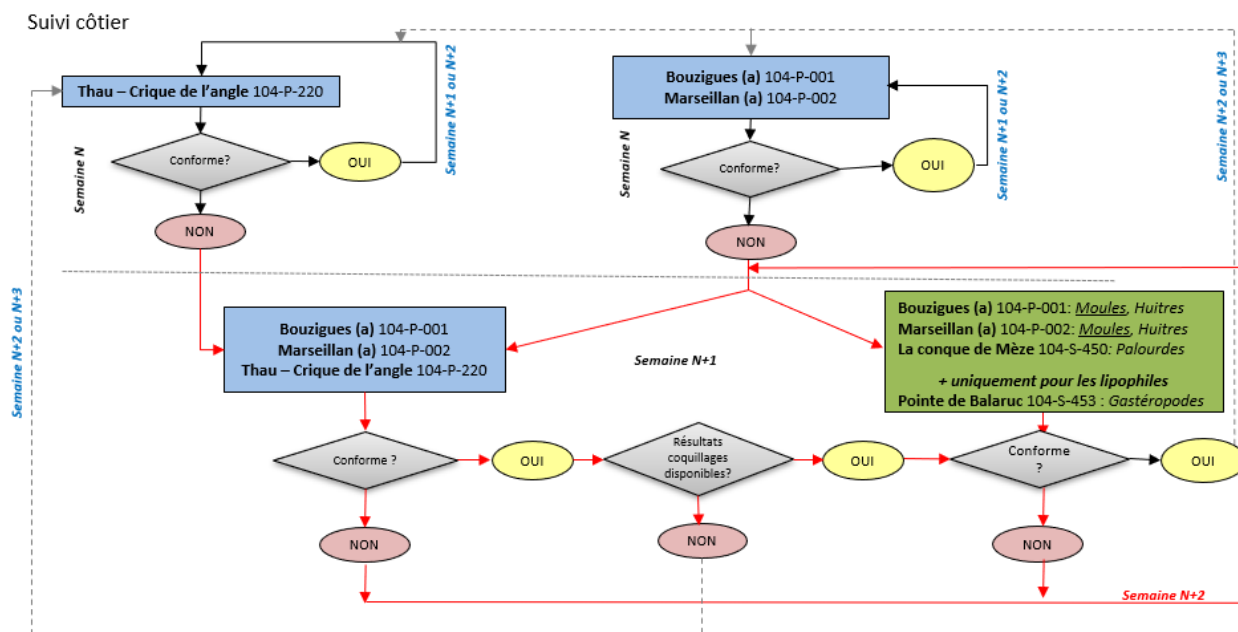 Suivi côtier
Thau – Crique de l’angle 104-P-220
Conforme?
OUI
NON
Semaine N
Semaine N+1 ou N+2
Bouzigues (a) 104-P-001
Marseillan (a) 104-P-002
Conforme?
OUI
NON
Semaine N
Semaine N+1 ou N+2
Semaine N+2 ou N+3
Semaine N+2 ou N+3
Bouzigues (a) 104-P-001
Marseillan (a) 104-P-002
Thau – Crique de l’angle 104-P-220
Semaine N+1
Bouzigues (a) 104-P-001: Moules, Huitres
Marseillan (a) 104-P-002: Moules, Huitres
La conque de Mèze 104-S-450: Palourdes
+ uniquement pour les lipophiles
Pointe de Balaruc 104-S-453 : Gastéropodes
Conforme ?
OUI
Résultats
coquillages
disponibles?
OUI
Conforme
?
OUI
NON
NON
NON
Semaine N+2